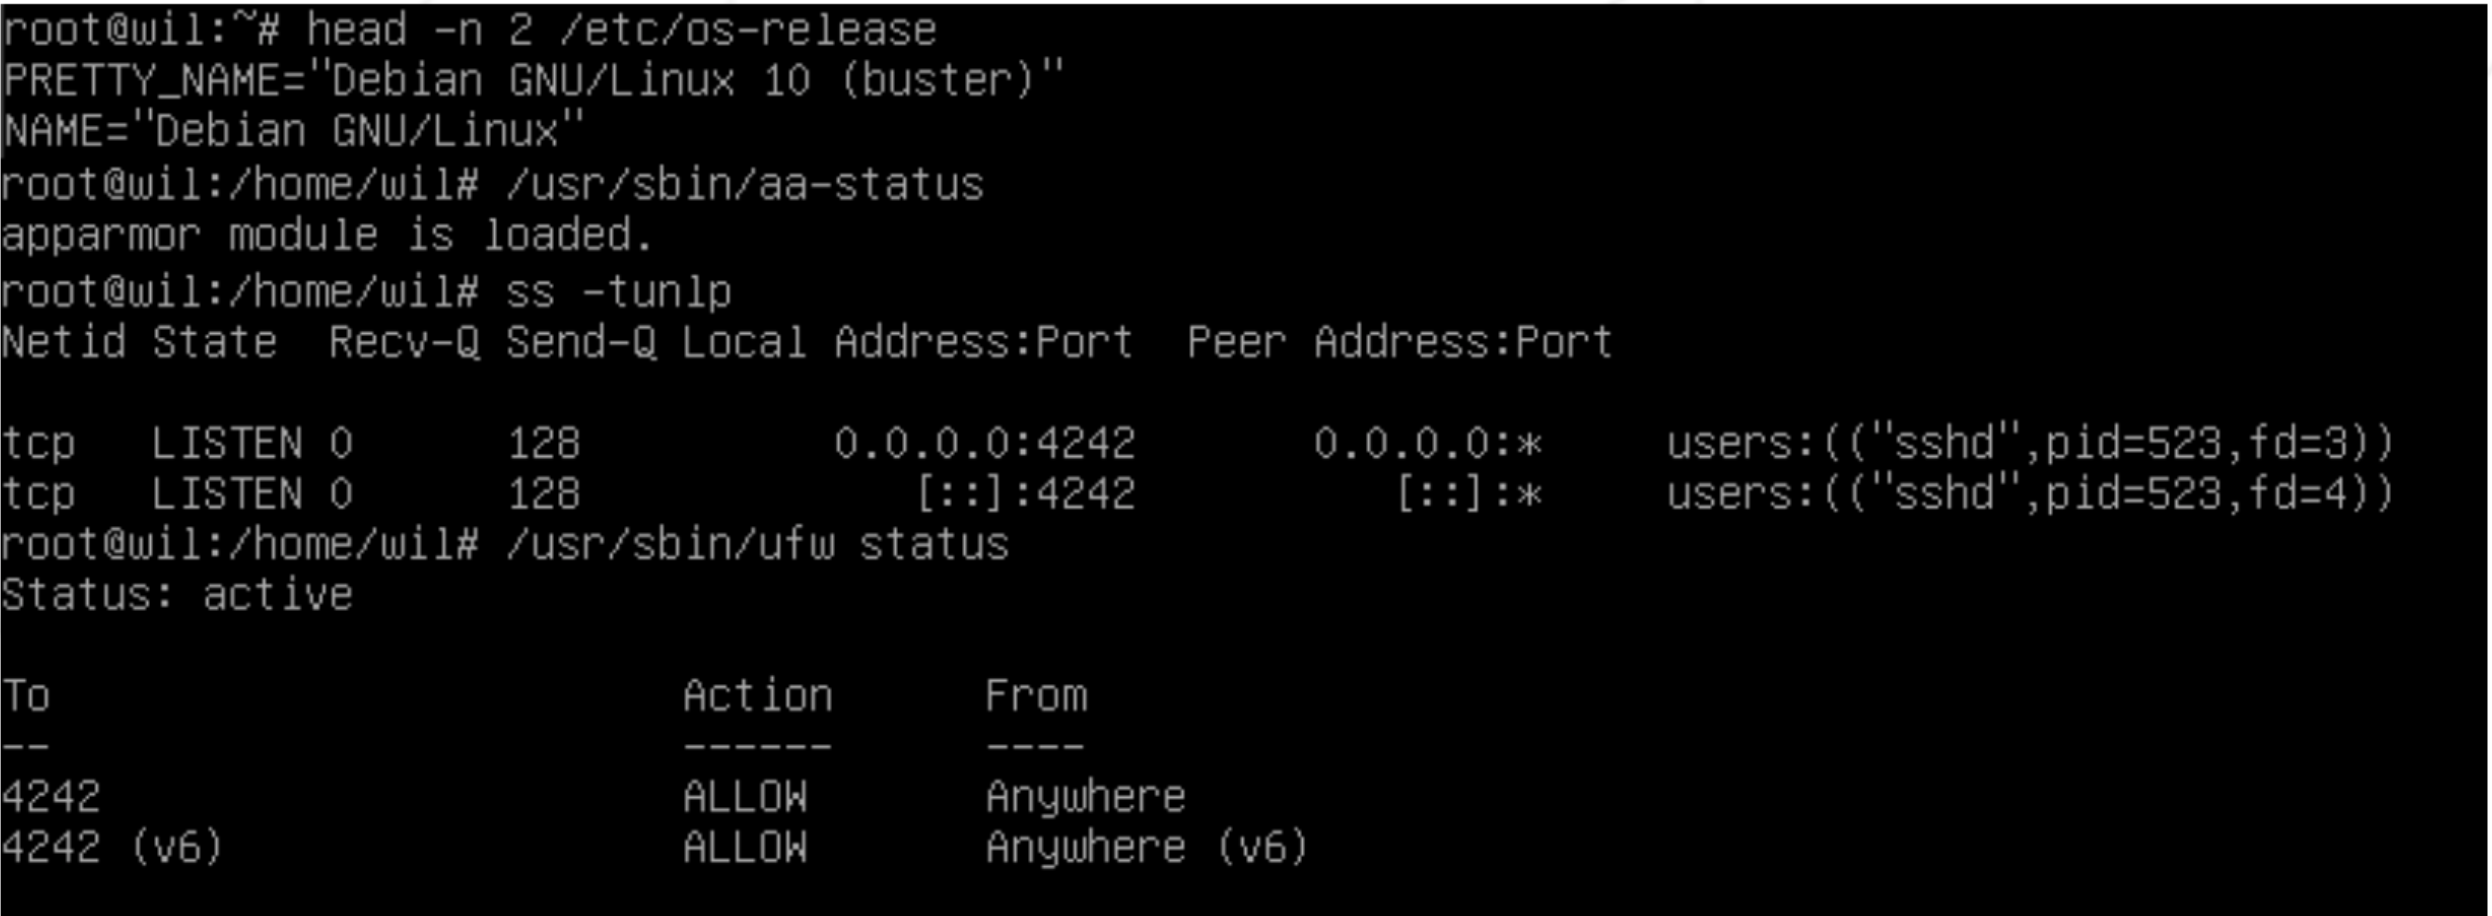 root@wil:~# head -n 2 /etc/os-release
PRETTY_NAME="Debian GNU/Linux 10 (buster)"
NAME="Debian GNU/Linux"
root@wil:/home/wil# /usr/sbin/aa-status
apparmor module is loaded.
root@wil:/home/wil# ss -tunlp
Netid State  Recv-Q Send-Q Local Address:Port  Peer Address:Port
tcp   LISTEN 0      128          0.0.0.0:4242       0.0.0.0:*     users:(("sshd",pid=523,fd=3))
tcp   LISTEN 0      128             [::]:4242          [::]:*     users:(("sshd",pid=523,fd=4))
root@wil:/home/wil# /usr/sbin/ufw status
Status: active
To                         Action      From
--                         ------      ----
4242                       ALLOW       Anywhere
4242 (v6)                  ALLOW       Anywhere (v6)